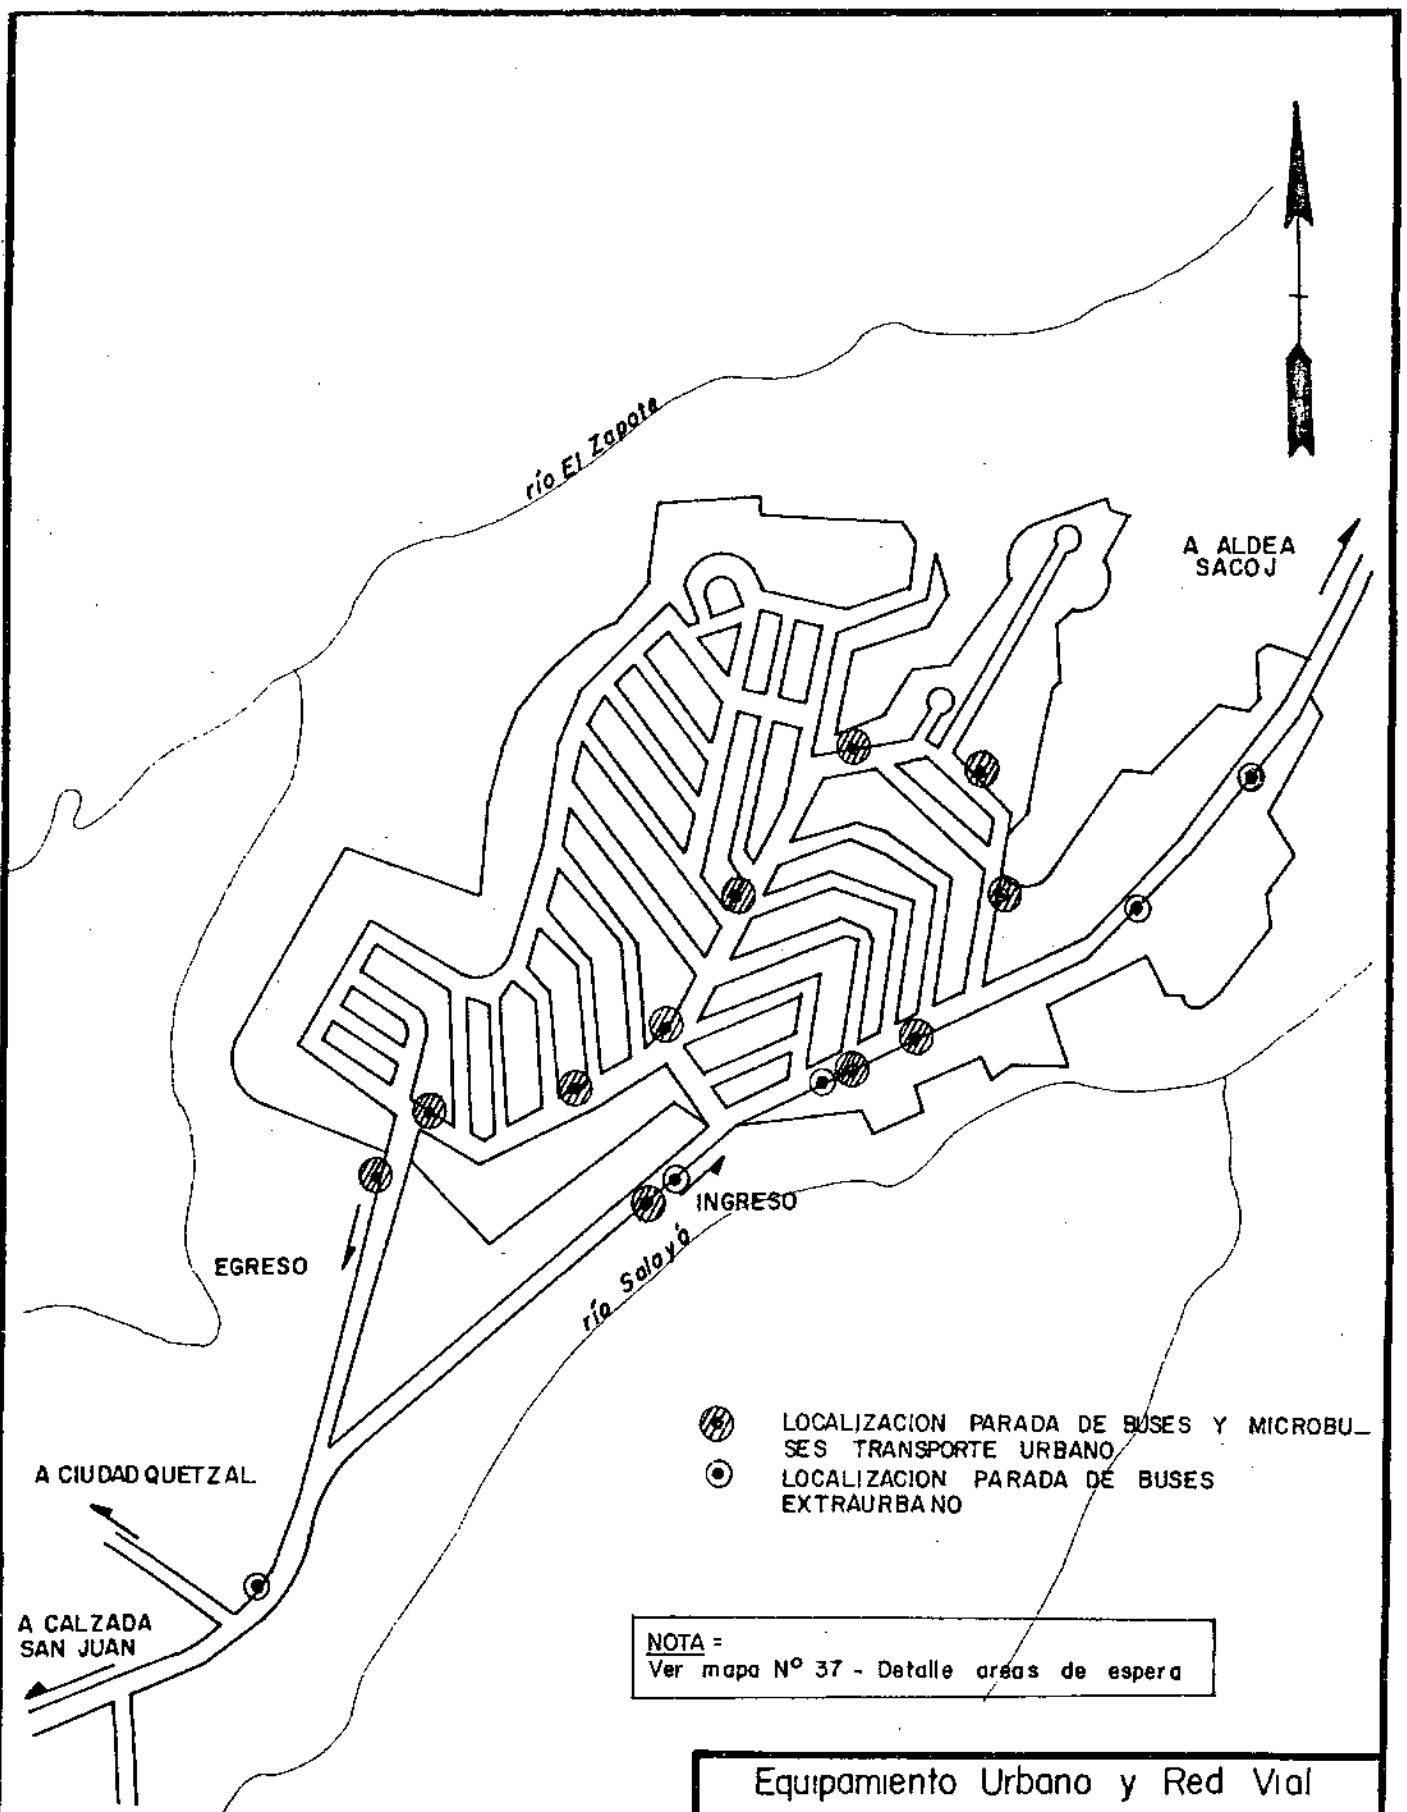 río El Zapote
A ALDEA
SACOJ
INGRESO
EGRESO
río Salayá
LOCALIZACION PARADA DE BUSES Y MICROBU_
SES TRANSPORTE URBANO
LOCALIZACION PARADA DE BUSES
EXTRAURBANO
A CIUDAD QUETZAL
A CALZADA
SAN JUAN
NOTA =
Ver mapa Nº 37 - Detalle areas de espera
Equipamiento Urbano y Red Vial